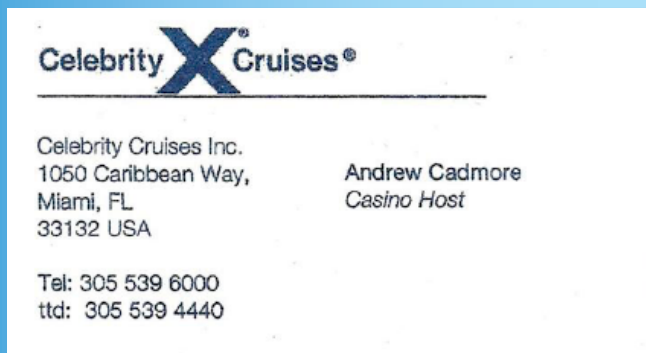 Celebrity X® Cruises®
Celebrity Cruises Inc.
1050 Caribbean Way,
Miami, FL
33132 USA
Andrew Cadmore
Casino Host
Tel: 305 539 6000
ttd: 305 539 4440